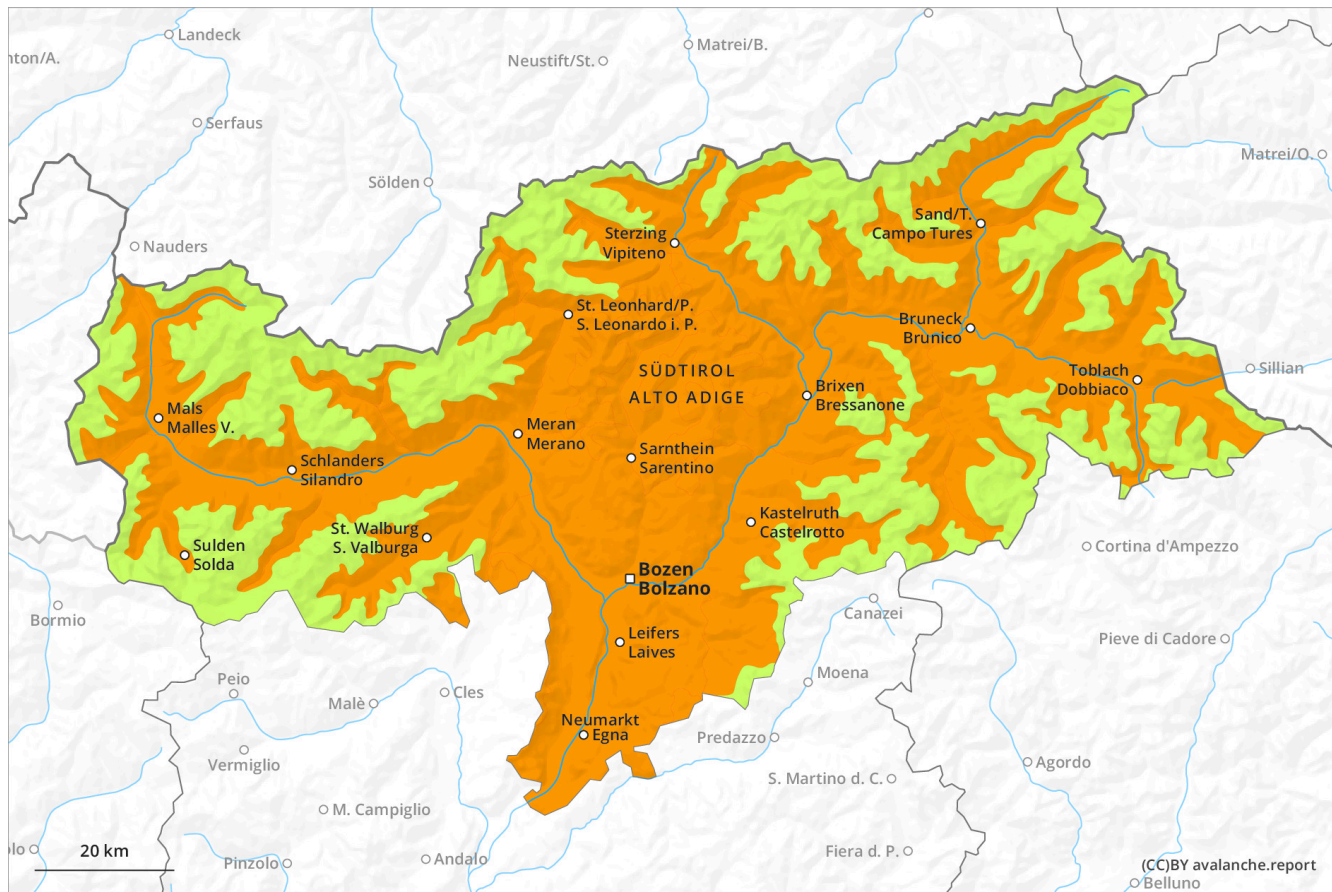 Landeck
nton/A.
Neustift/St.
Matrei/B.
Serfaus
Matrei/O.
Sölden
Nauders
Sand/T.
Campo Tures
Sterzing
Vipiteno
St. Leonhard/P.
S. Leonardo i. P.
Bruneck
Brunico
SÜDTIROL
ALTO ADIGE
Toblach
Dobbiaco
Sillian
Brixen
Bressanone
Mals
Malles V.
Meran
Merano
Schlanders
Silandro
Sarnthein
Sarentino
Kastelruth
Castelrotto
St. Walburg
S. Valburga
Sulden
Solda
Cortina d'Ampezzo
Bozen
Bolzano
Bormio
Canazei
Leifers
Laives
Pieve di Cadore
Peio
Malè
Cles
Moena
Neumarkt
Egna
Predazzo
Vermiglio
Agordo
S. Martino d. C.
M. Campiglio
olo
20 km
Pinzolo
Andalo
Fiera d. P.
(CC)BY avalanche.report
Belluno